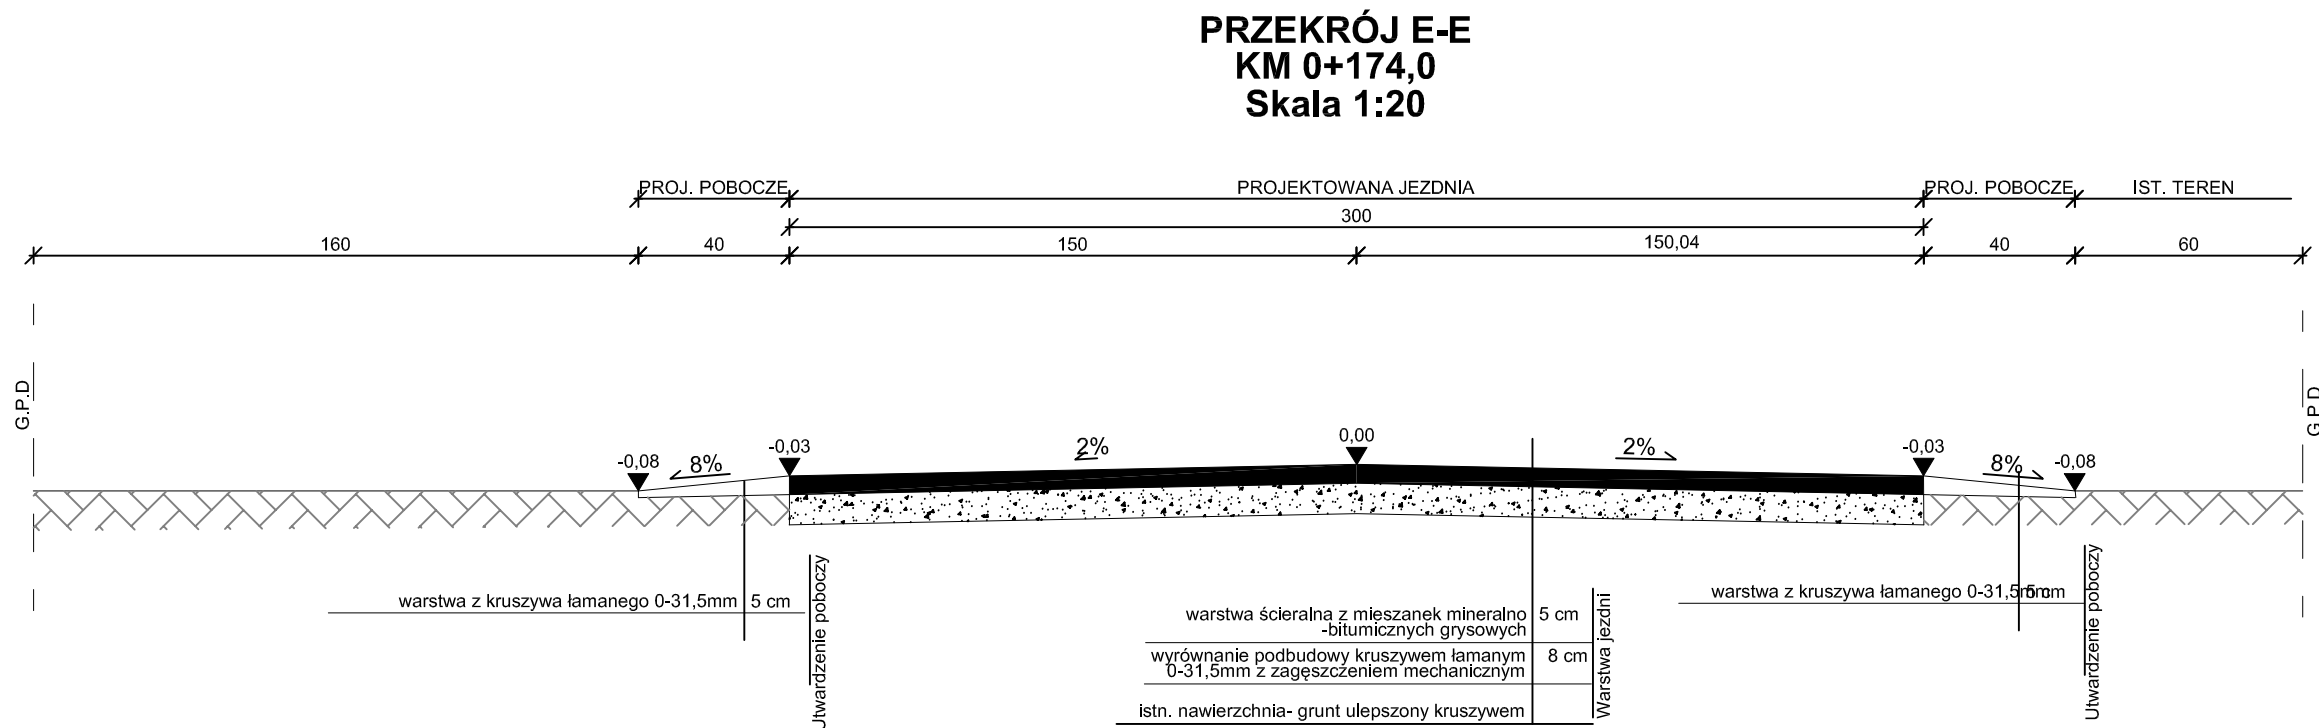 PRZEKRÓJ E-E
KM 0+174,0
Skala 1:20
PROJ. POBOCZE
PROJEKTOWANA JEZDNIA
PROJ. POBOCZE
IST. TEREN
300
160
40
150
150,04
40
60
G.P.D
G.P.D
-0,08
8%
-0,03
2%
0,00
2%
-0,03
8%
-0,08
warstwa z kruszywa łamanego 0-31,5mm 5 cm
Utwardzenie poboczy
warstwa ścieralna z mieszanek mineralno 5 cm
-bitumicznych grysowych
wyrównanie podbudowy kruszywem łamanym 8 cm
0-31,5mm z zagęszczeniem mechanicznym
istn. nawierzchnia- grunt ulepszony kruszywem
Warstwa jezdni
warstwa z kruszywa łamanego 0-31,5mm 5 cm
Utwardzenie poboczy